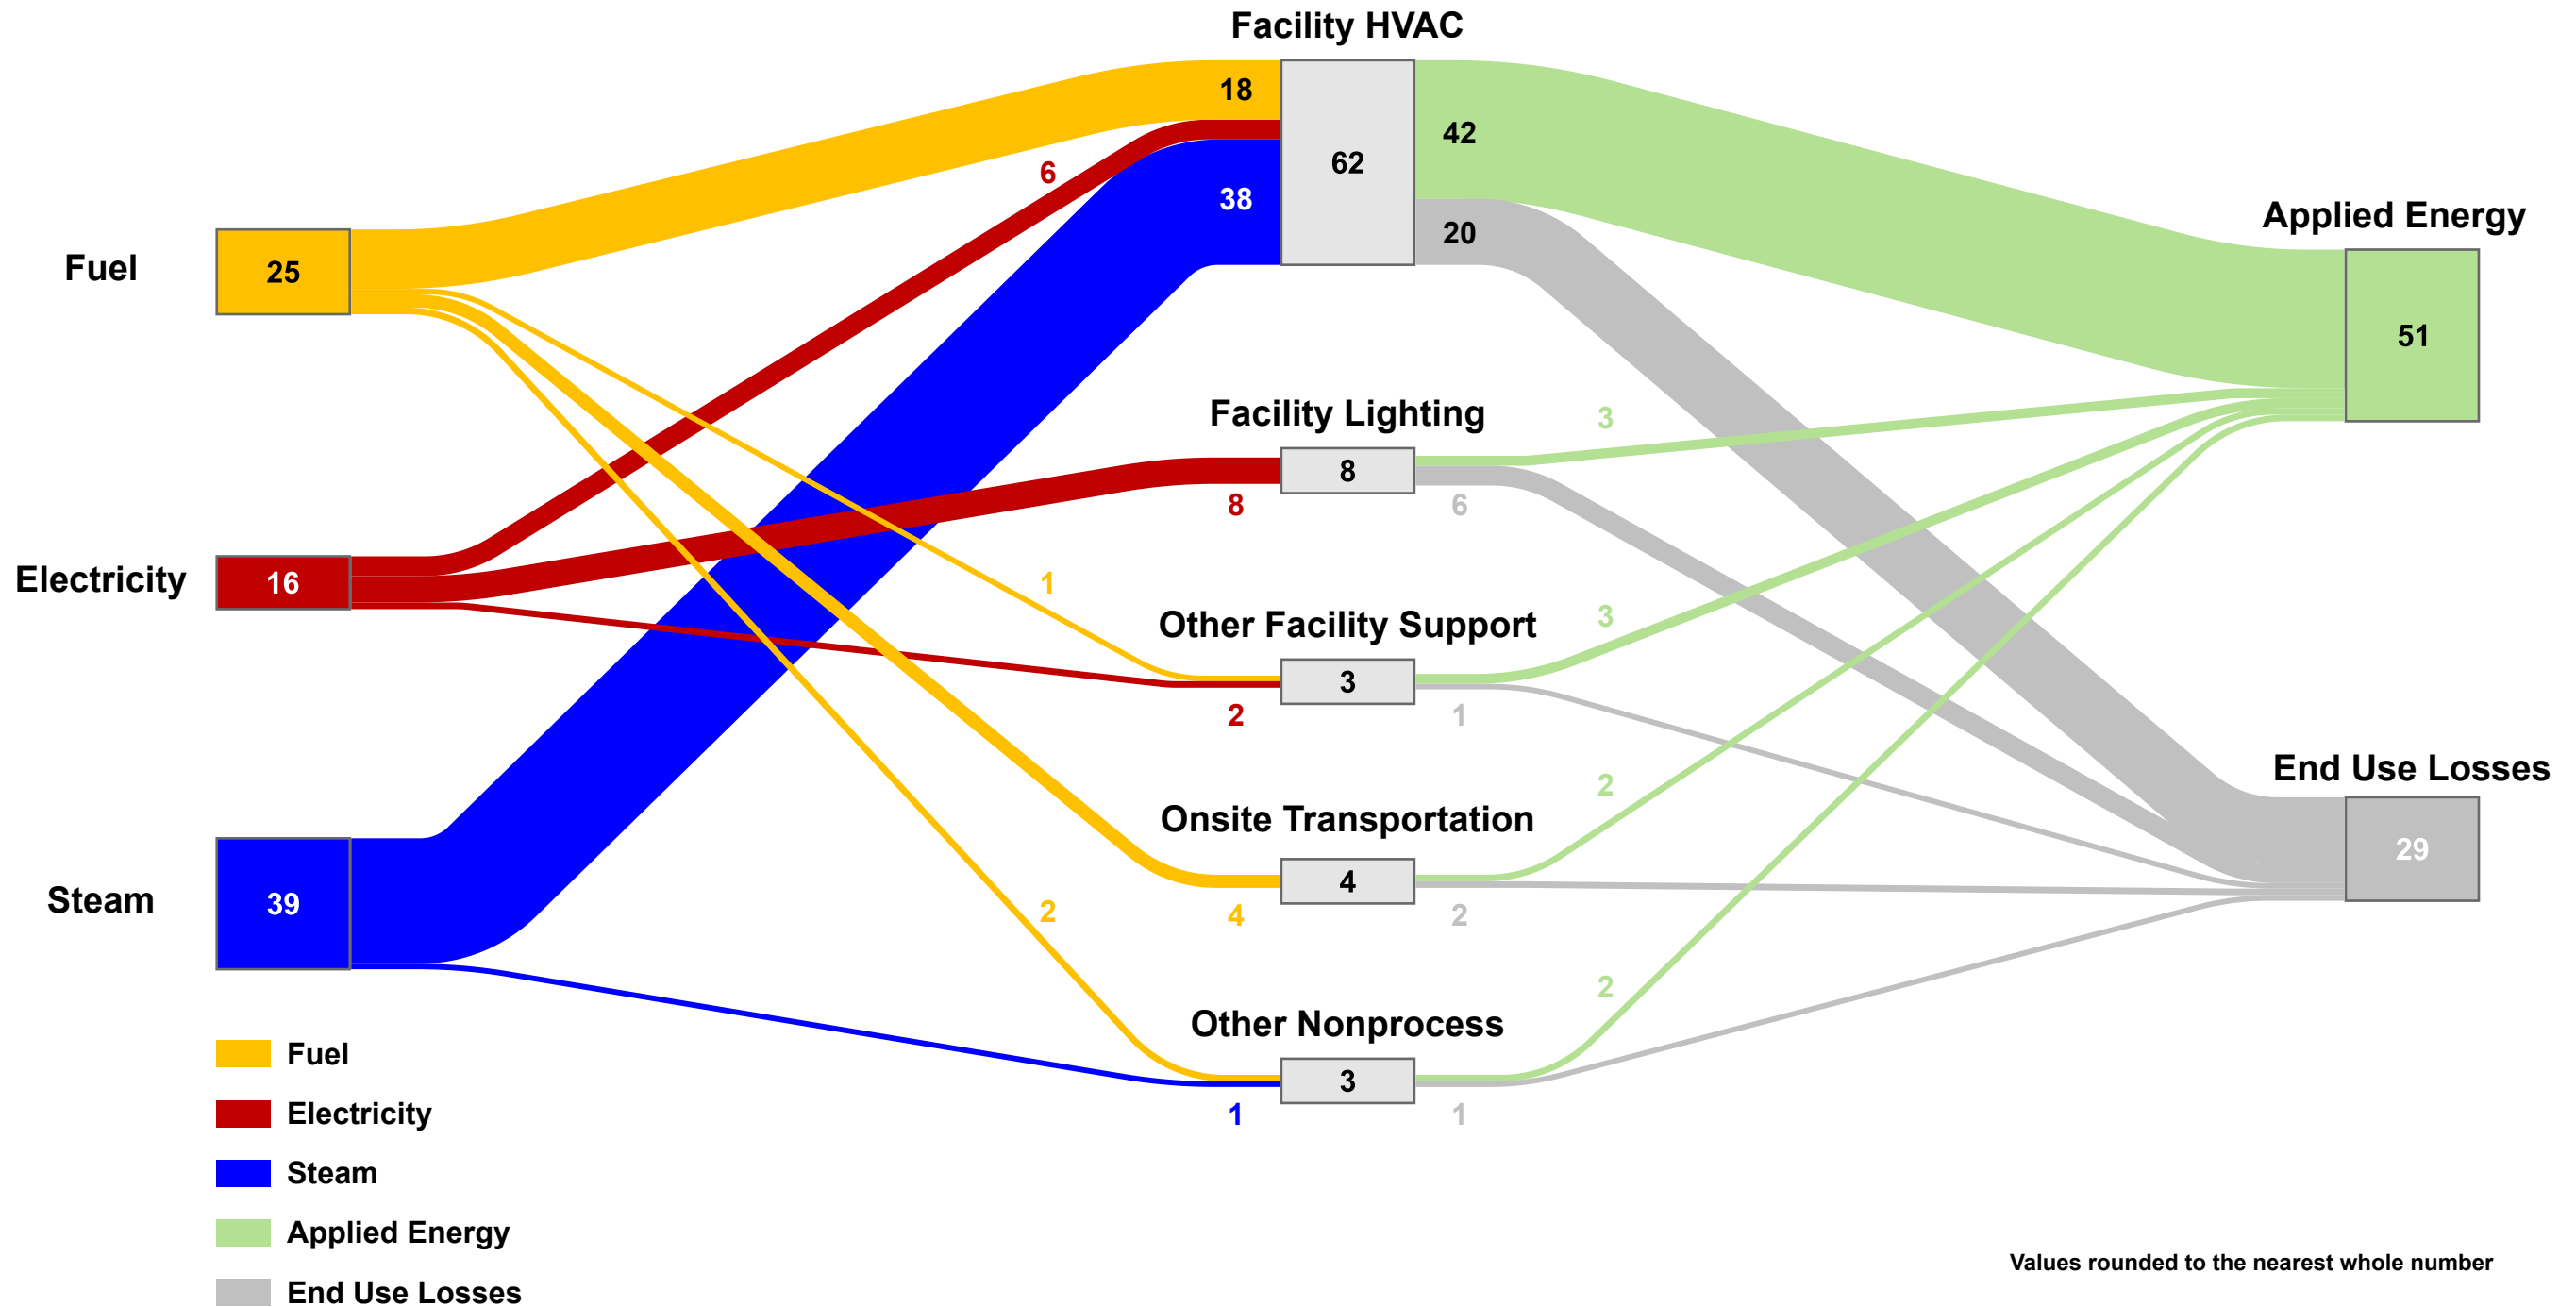 Facility HVAC
18
6
38
62
42
20
Applied Energy
51
Fuel
25
Facility Lighting
8
8
3
6
Electricity
16
1
Other Facility Support
3
2
3
1
End Use Losses
29
Steam
39
Onsite Transportation
4
4
2
2
2
Other Nonprocess
3
1
2
1
Fuel
Electricity
Steam
Applied Energy
End Use Losses
Values rounded to the nearest whole number